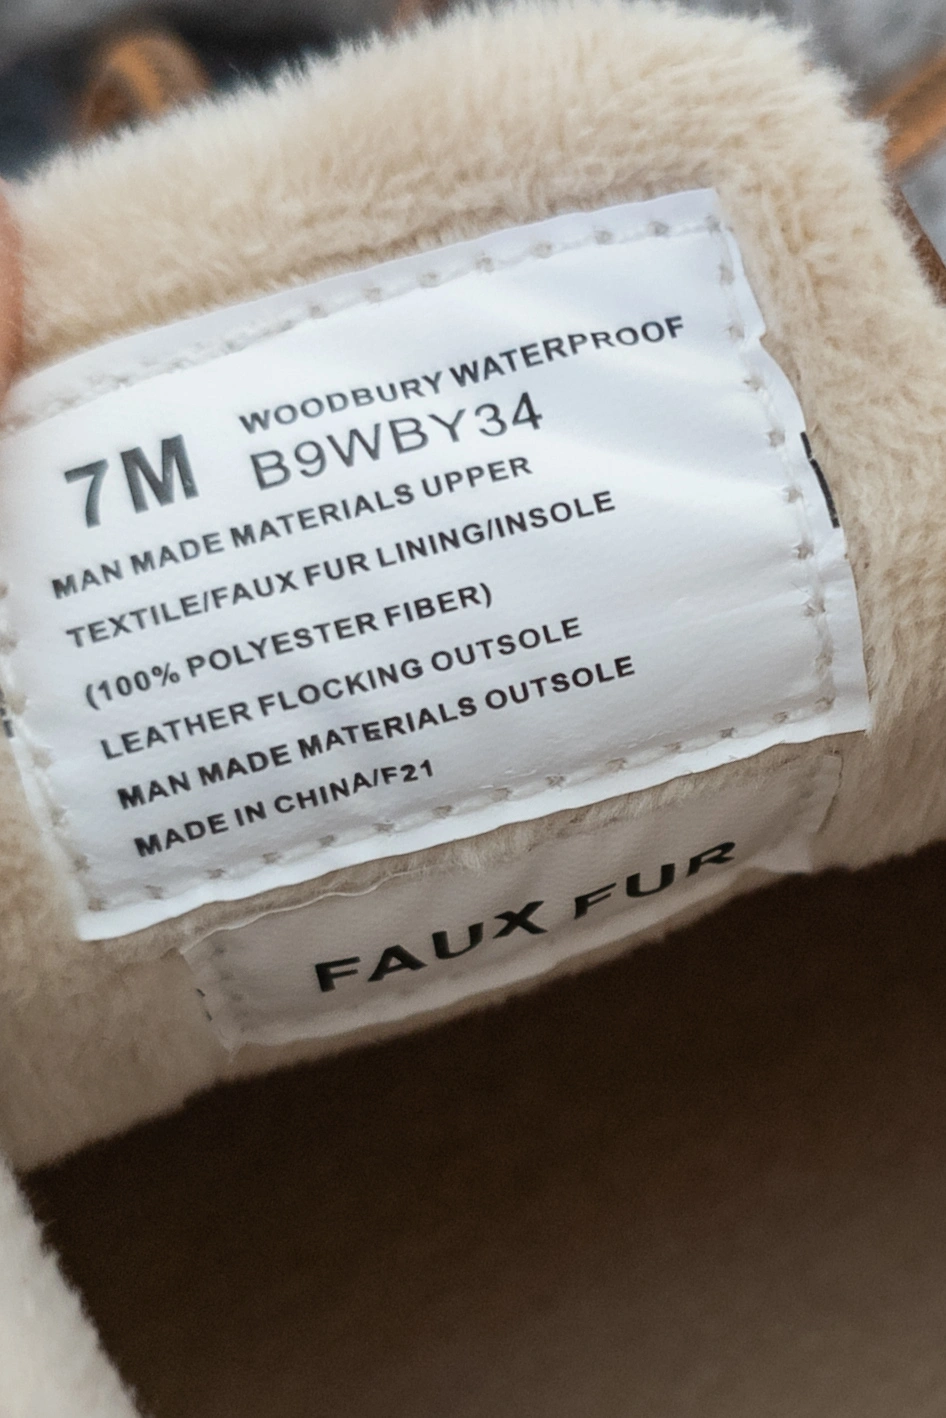 WOODBURY WATERPROOF
7M B9WBY34
MAN MADE MATERIALS UPPER
TEXTILE/FAUX FUR LINING/INSOLE
(100% POLYESTER FIBER)
LEATHER FLOCKING OUTSOLE
MAN MADE MATERIALS OUTSOLE
MADE IN CHINA/F21
FAUX FUR